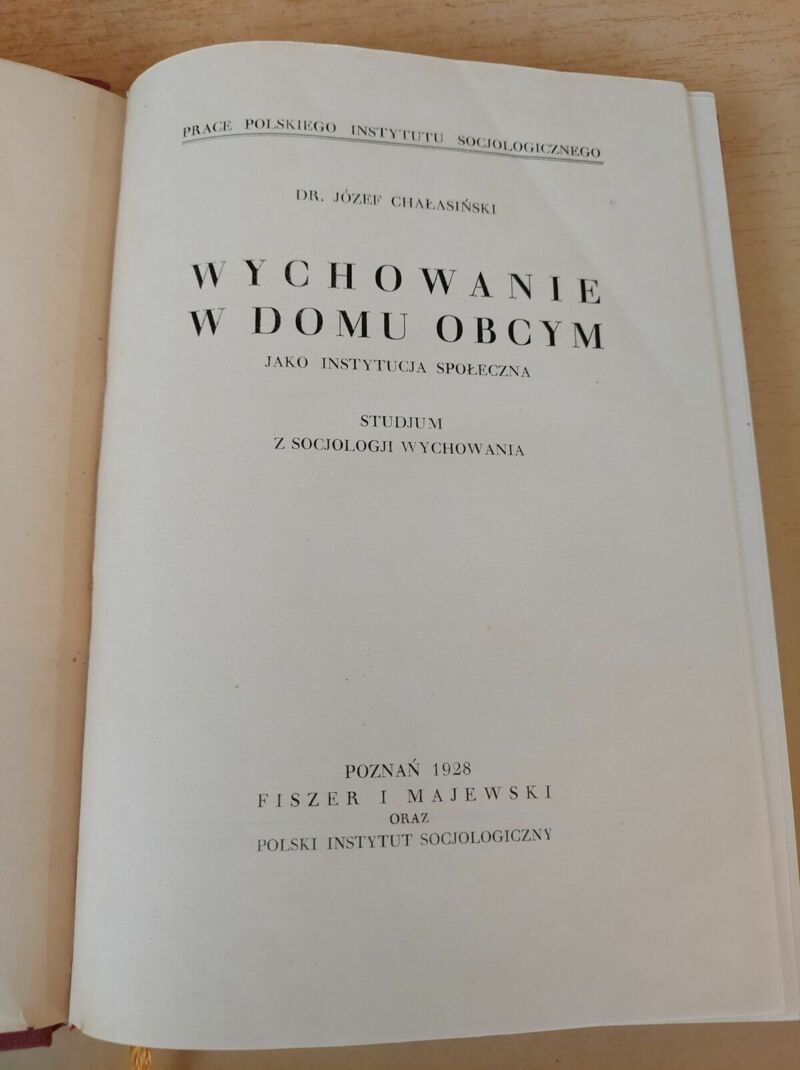 PRACE POLSKIEGO INSTYTUTU SOCJOLOGICZNEGO
DR. JÓZEF CHAŁASIŃSKI
WYCHOWANIE
W DOMU OBCYM
JAKO INSTYTUCJA SPOŁECZNA
STUDJUM
Z SOCJOLOGJI WYCHOWANIA
POZNAŃ 1928
FISZER I MAJEWSKI
ORAZ
POLSKI INSTYTUT SOCJOLOGICZNY